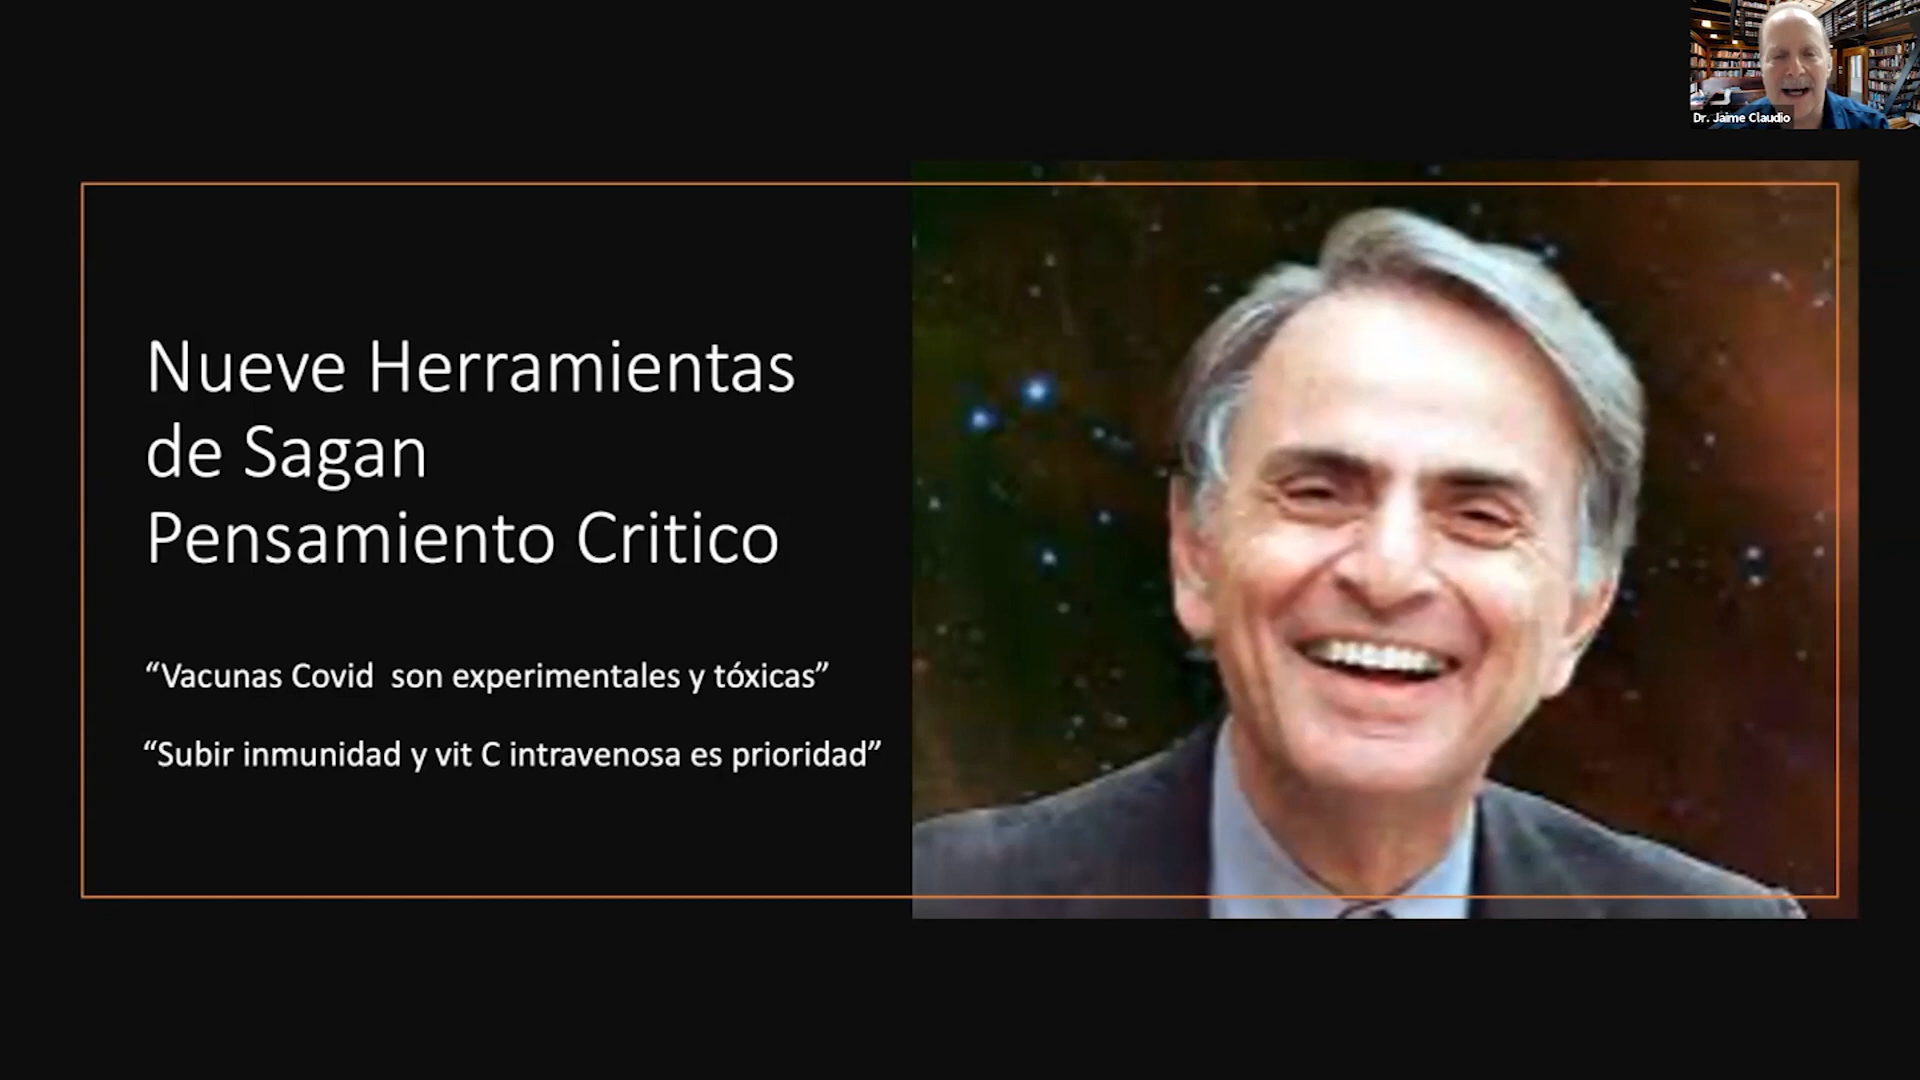 Dr. Jaime Claudio
Nueve Herramientas
de Sagan
Pensamiento Critico
“Vacunas Covid son experimentales y tóxicas”
“Subir inmunidad y vit C intravenosa es prioridad”